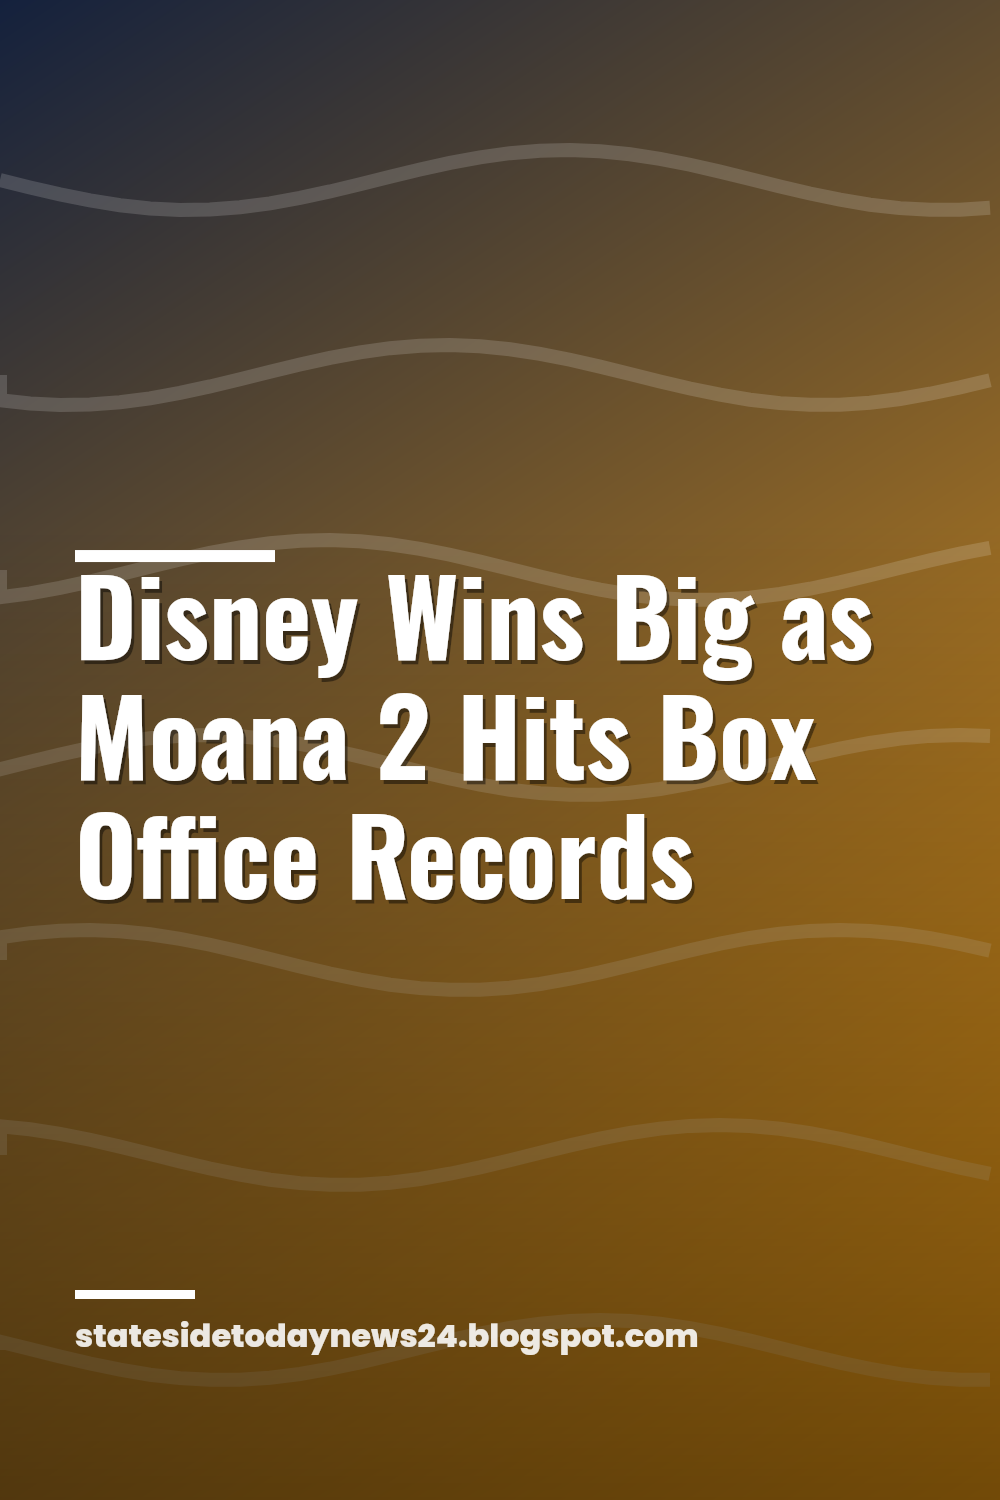 Disney Wins Big as
Moana 2 Hits Box
Office Records
statesidetodaynews24.blogspot.com